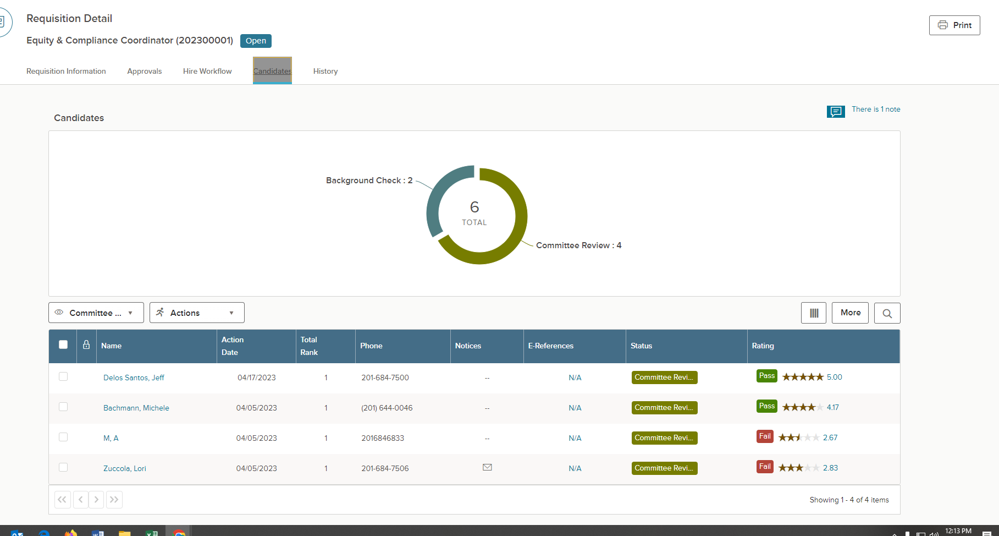 Requisition Detail
Print
Equity & Compliance Coordinator (202300001) Open
Requisition Information Approvals Hire Workflow Candidates History
There is 1 note
Candidates
Background Check : 2
6
TOTAL
Committee Review : 4
Committee ... Actions More
Name Action Date Total Rank Phone Notices E-References Status Rating
Delos Santos, Jeff 04/17/2023 1 201-684-7500 -- N/A Committee Revi... Pass 5.00
Bachmann, Michele 04/05/2023 1 (201) 644-0046 -- N/A Committee Revi... Pass 4.17
M, A 04/05/2023 1 2016846833 -- N/A Committee Revi... Fail 2.67
Zuccola, Lori 04/05/2023 1 201-684-7506 N/A Committee Revi... Fail 2.83
Showing 1 - 4 of 4 items
12:13 PM